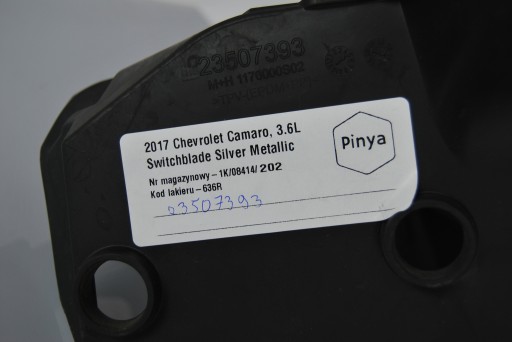 23507393
M+H 1176000S02
2017 Chevrolet Camaro, 3.6L
Switchblade Silver Metallic
Nr magazynowy – 1K/08414/ 202
Kod lakieru – 636R
23507393
Pinya